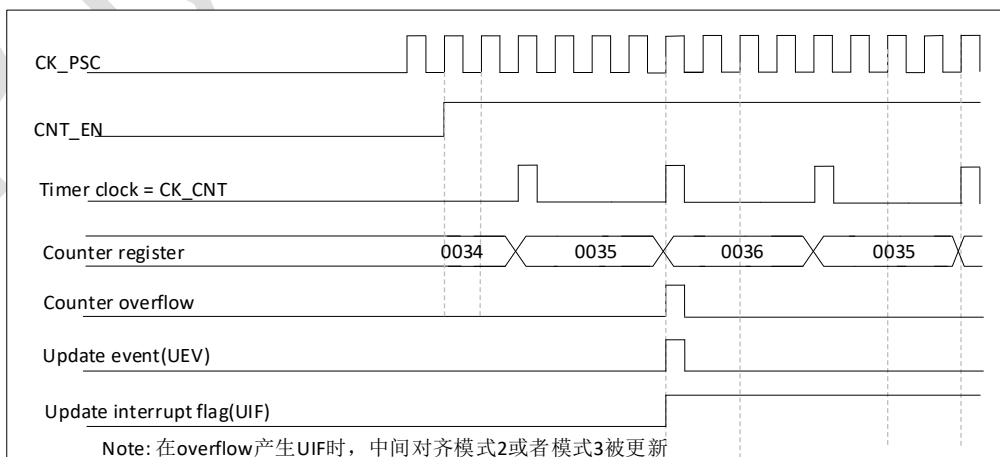 CK_PSC
CNT_EN
Timer clock = CK_CNT
Counter register 0034 0035 0036 0035
Counter overflow
Update event(UEV)
Update interrupt flag(UIF)
Note: 在overflow产生UIF时，中间对齐模式2或者模式3被更新